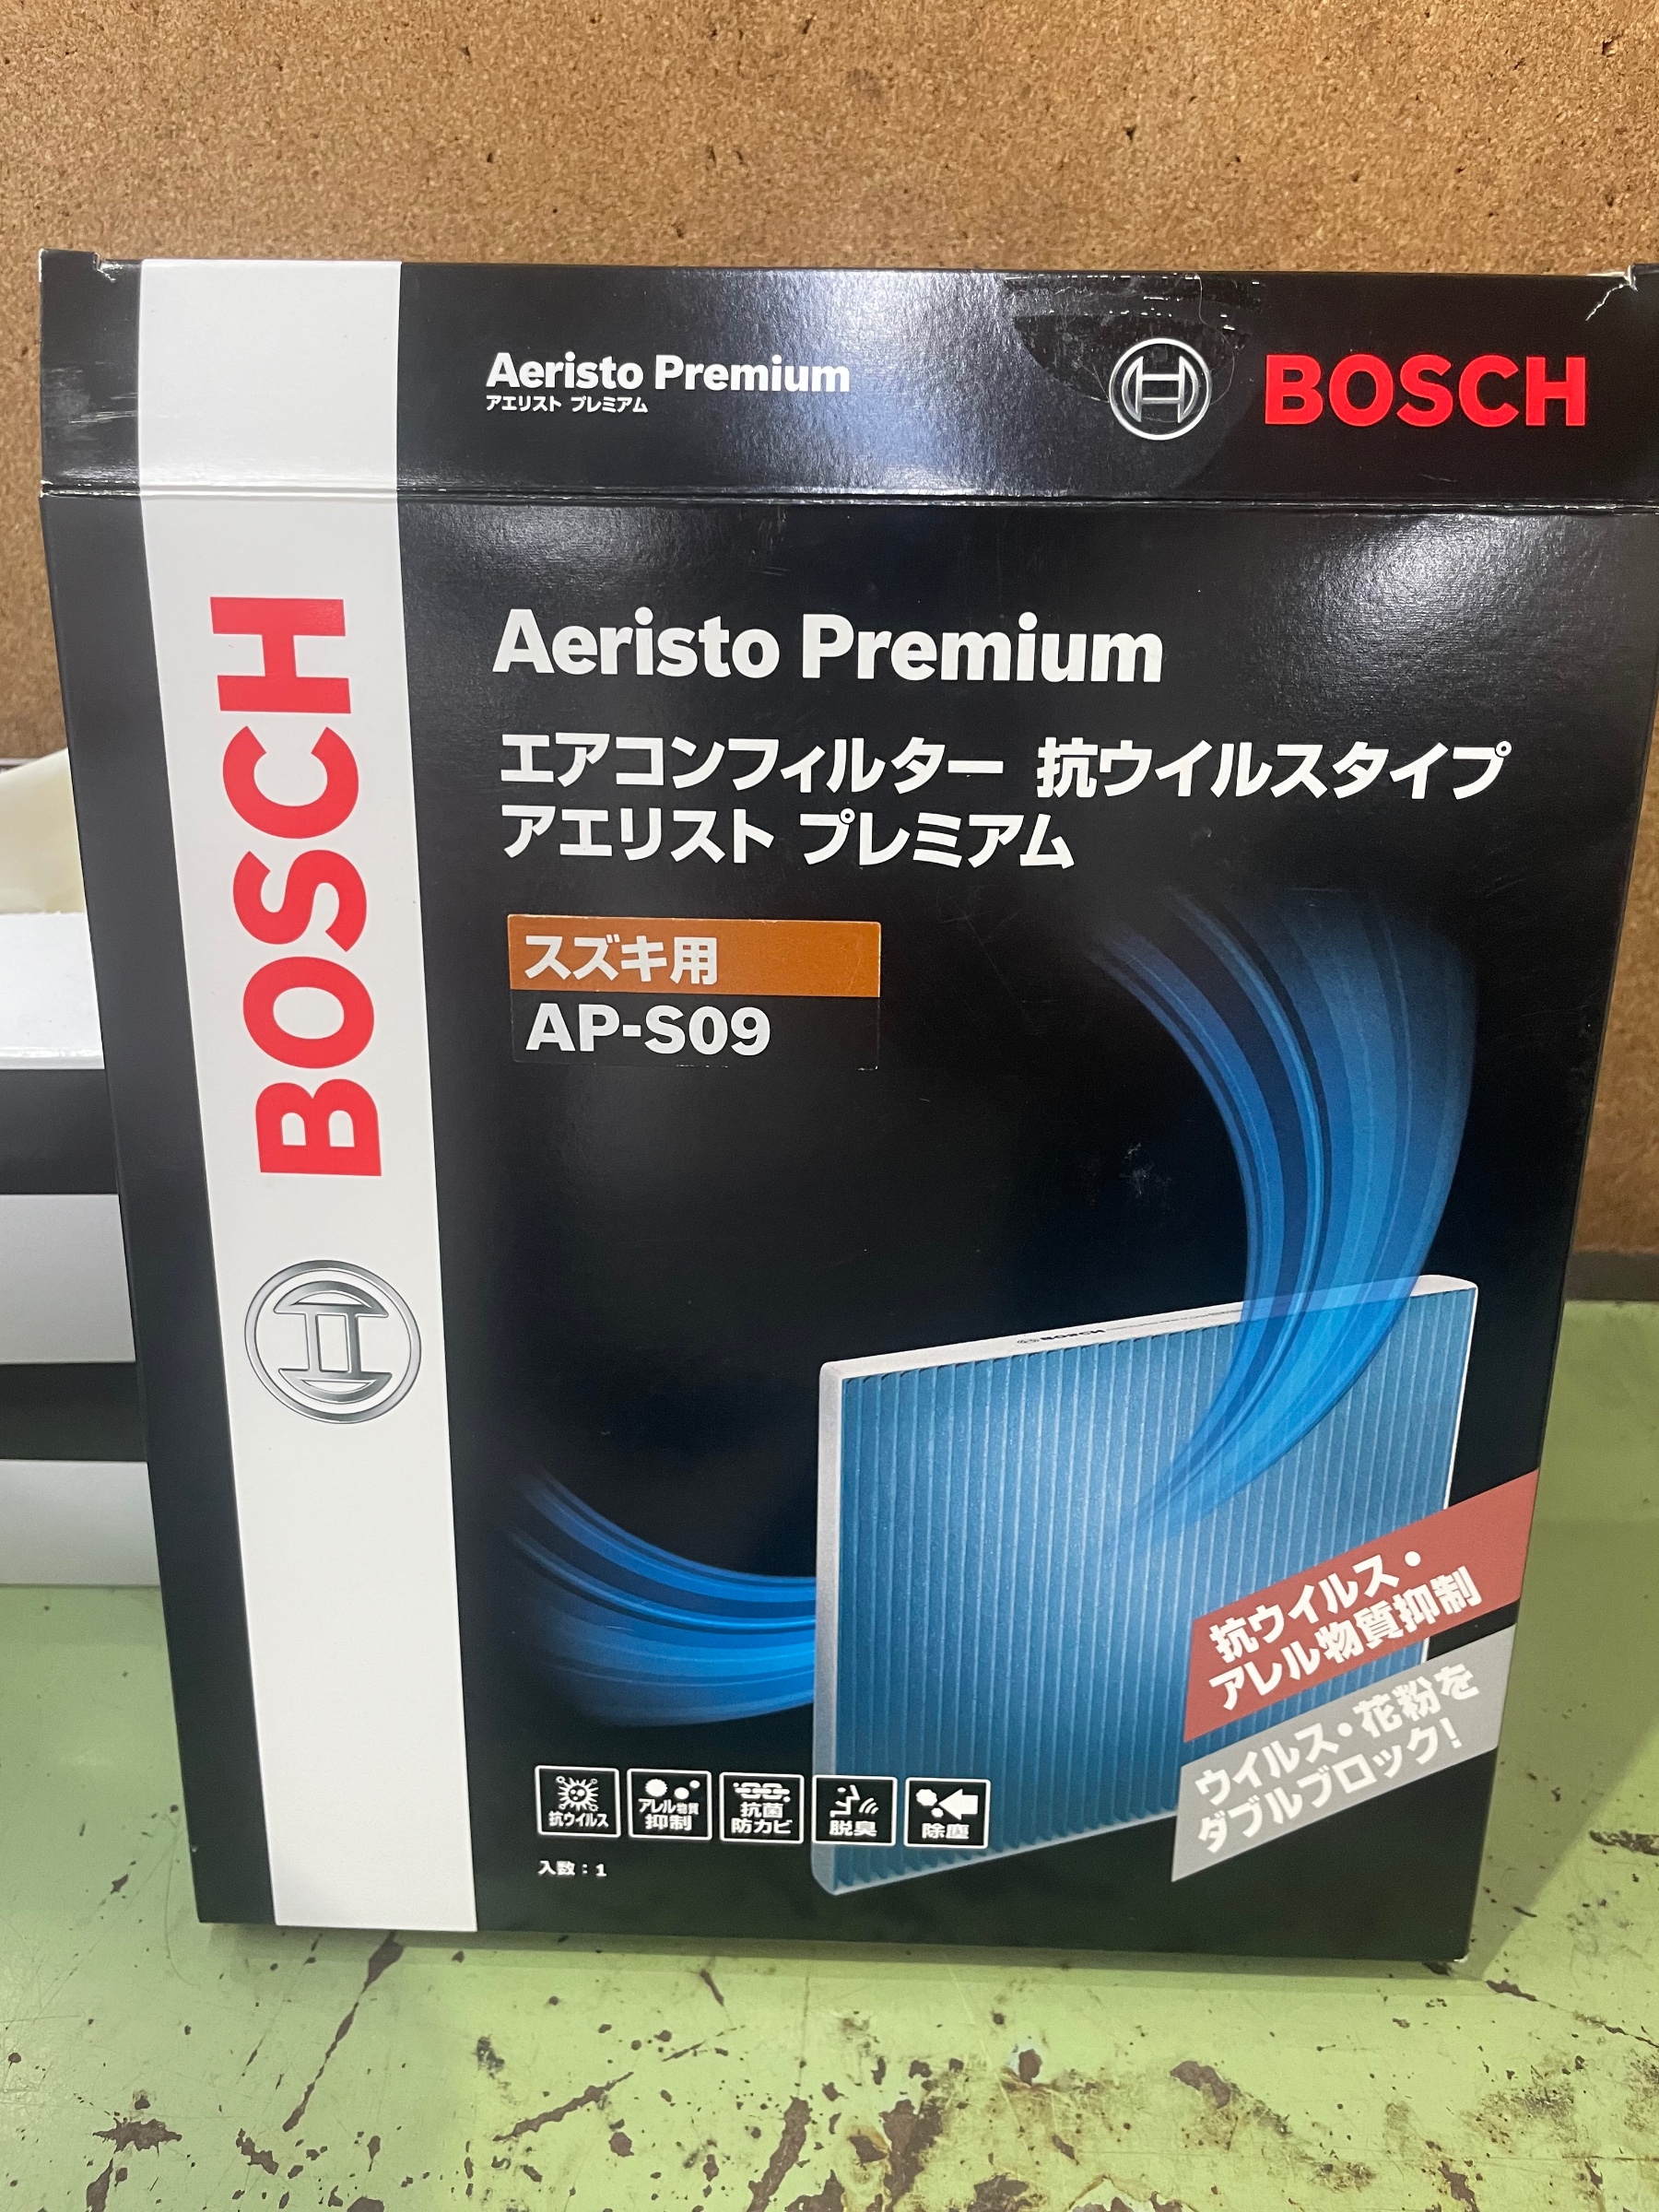 Aeristo Premium
アエリスト プレミアム
BOSCH
BOSCH
Aeristo Premium
エアコンフィルター 抗ウイルスタイプ
アエリスト プレミアム
スズキ用
AP-S09
BOSCH
抗ウイルス・
アレル物質抑制
ウイルス・花粉を
ダブルブロック!
抗ウイルス
アレル物質
抑制
抗菌
防カビ
脱臭
除塵
入数:1